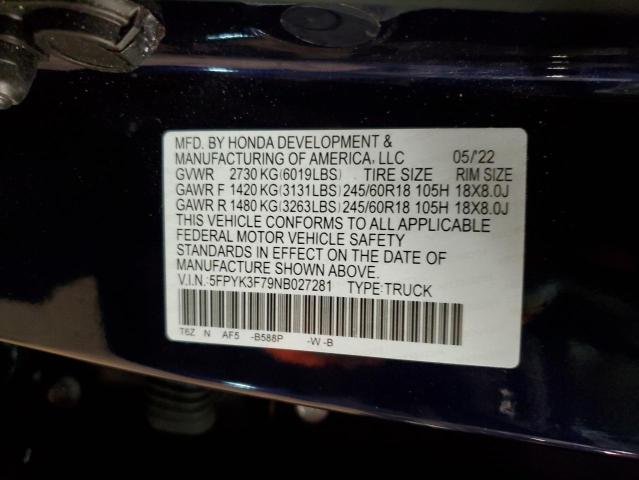 MFD. BY HONDA DEVELOPMENT &
MANUFACTURING OF AMERICA, LLC 05/'22
GVWR 2730 KG(6019LBS) TIRE SIZE RIM SIZE
GAWR F 1420 KG(3131LBS) 245/60R18 105H 18X8.0J
GAWR R 1480 KG(3263LBS) 245/60R18 105H 18X8.0J
THIS VEHICLE CONFORMS TO ALL APPLICABLE
FEDERAL MOTOR VEHICLE SAFETY
STANDARDS IN EFFECT ON THE DATE OF
MANUFACTURE SHOWN ABOVE.
V.I.N.:5FPYK3F79NB027281 TYPE:TRUCK
T6Z N AF5 -B588P -W -B